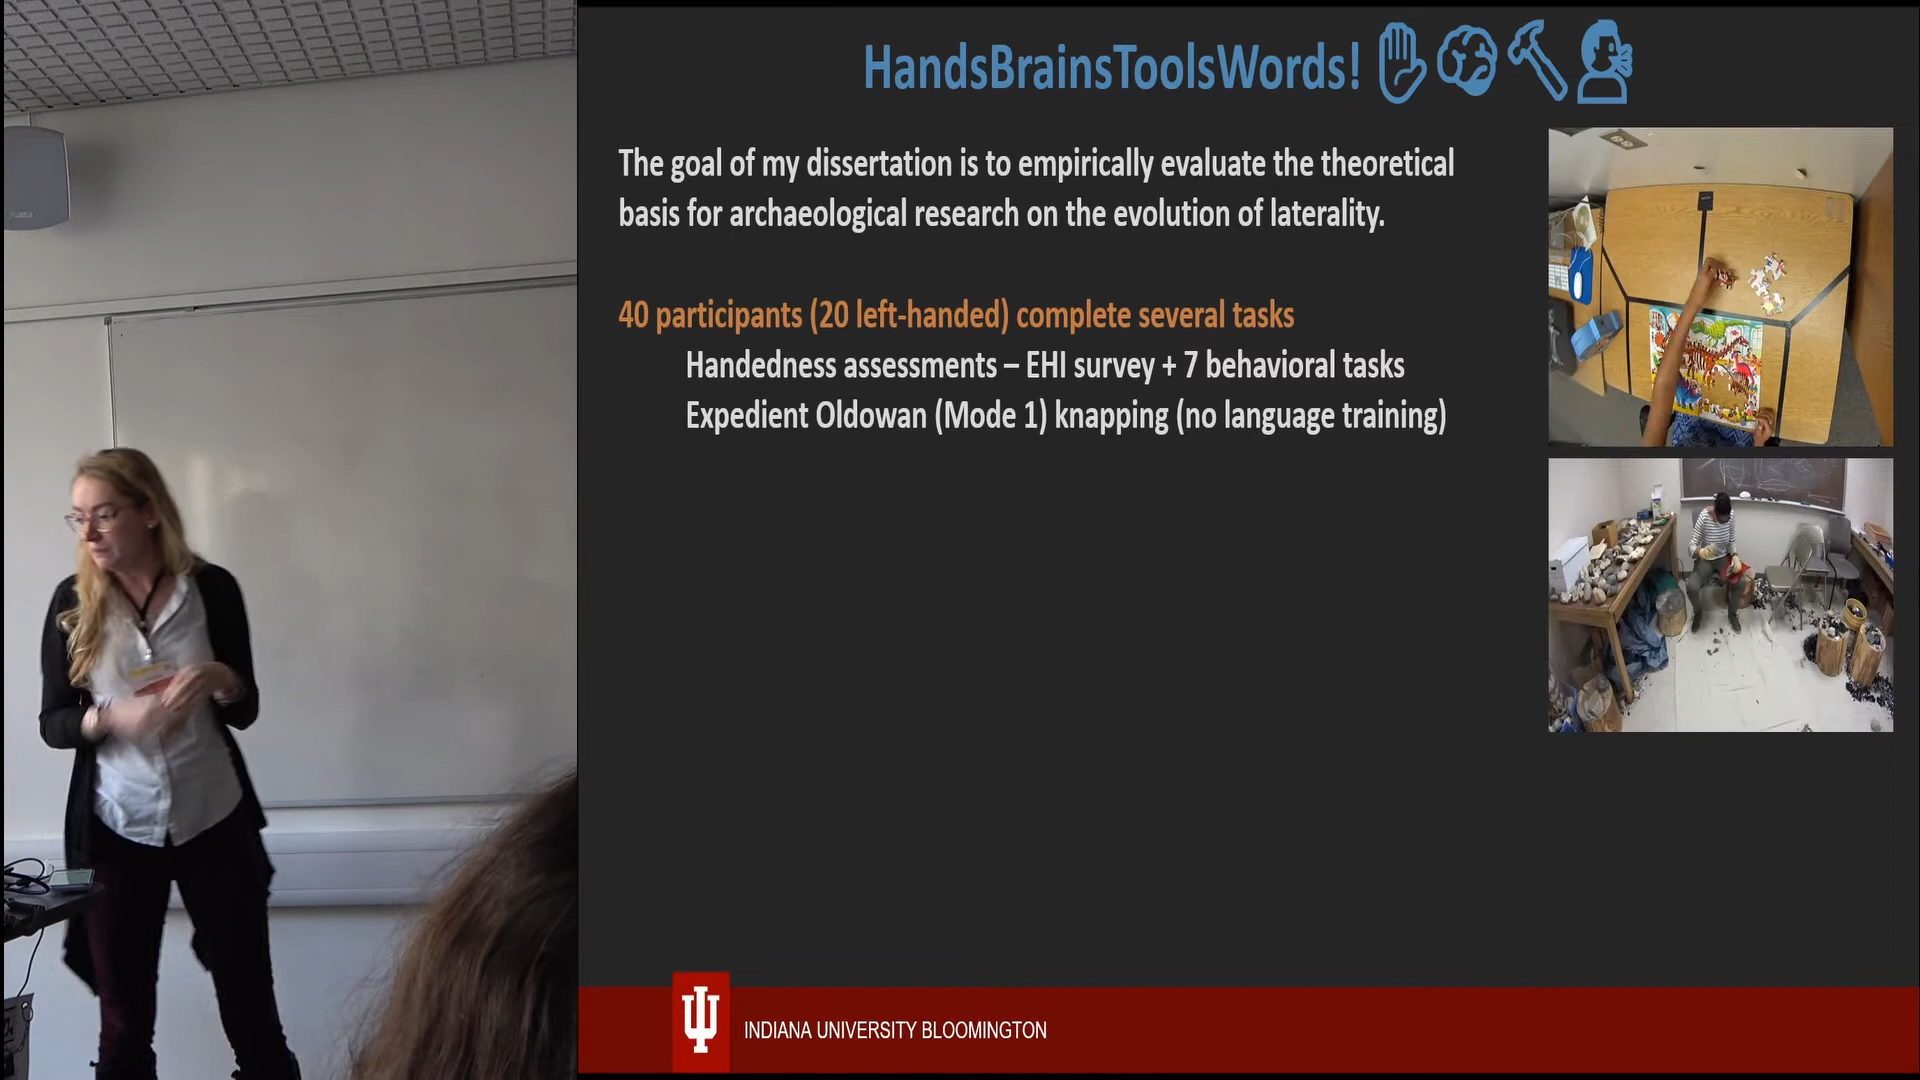 HandsBrainsToolsWords!
The goal of my dissertation is to empirically evaluate the theoretical
basis for archaeological research on the evolution of laterality.
40 participants (20 left-handed) complete several tasks
Handedness assessments – EHI survey + 7 behavioral tasks
Expedient Oldowan (Mode 1) knapping (no language training)
INDIANA UNIVERSITY BLOOMINGTON